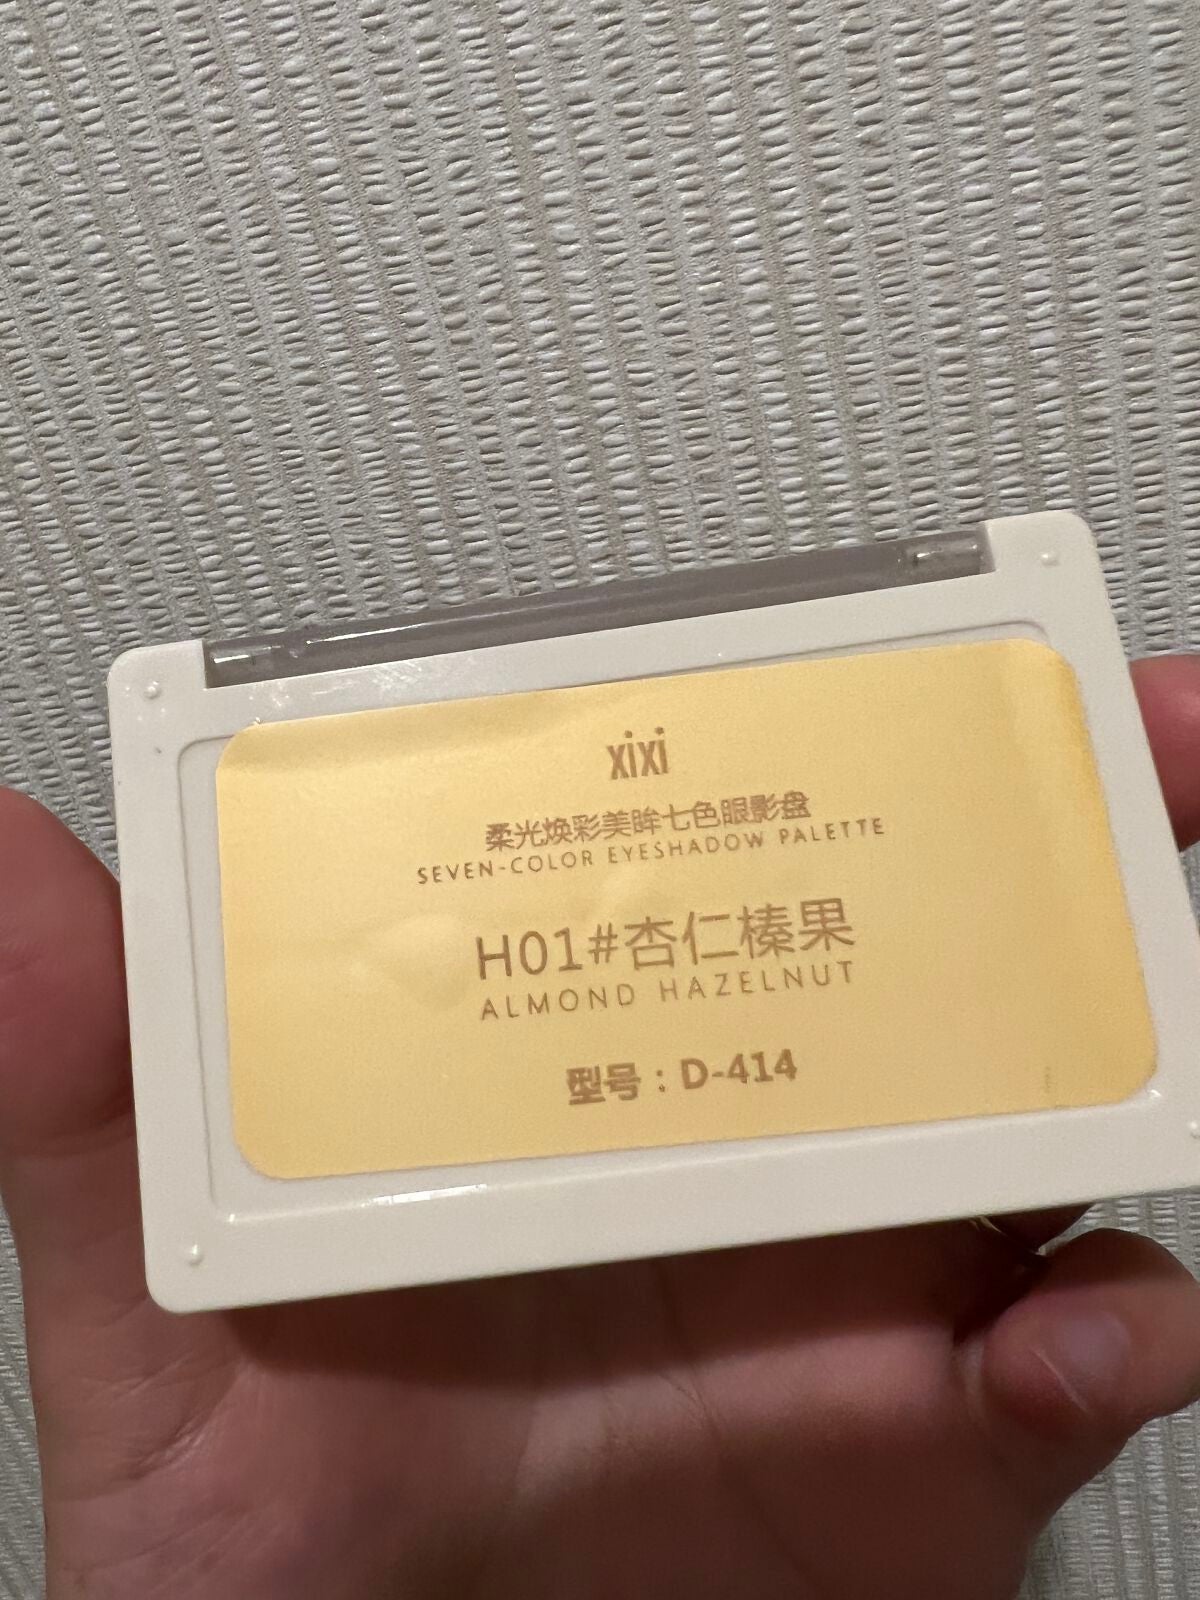 xixi
柔光焕彩美眸七色眼影盘
SEVEN-COLOR EYESHADOW PALETTE
H01#杏仁榛果
ALMOND HAZELNUT
型号：D-414